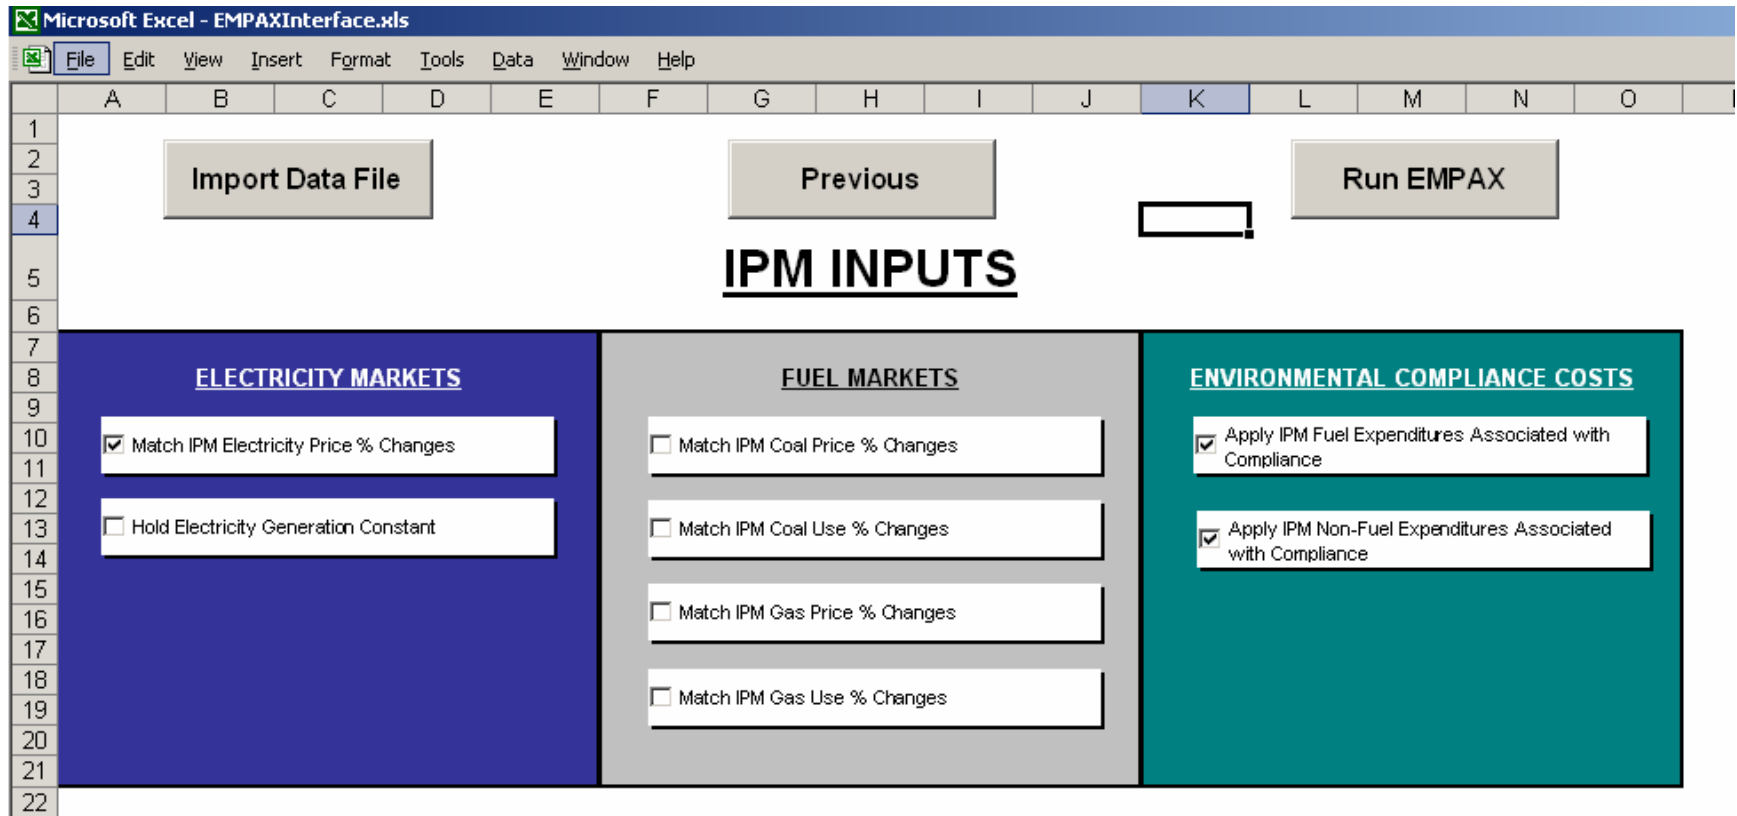 Microsoft Excel - EMPAXInterface.xls
File Edit View Insert Format Tools Data Window Help
A B C D E F G H I J K L M N O
1
2
3
4
5
6
7
8
9
10
11
12
13
14
15
16
17
18
19
20
21
22
Import Data File Previous Run EMPAX
IPM INPUTS
ELECTRICITY MARKETS
Match IPM Electricity Price % Changes
Hold Electricity Generation Constant
FUEL MARKETS
Match IPM Coal Price % Changes
Match IPM Coal Use % Changes
Match IPM Gas Price % Changes
Match IPM Gas Use % Changes
ENVIRONMENTAL COMPLIANCE COSTS
Apply IPM Fuel Expenditures Associated with
Compliance
Apply IPM Non-Fuel Expenditures Associated
with Compliance